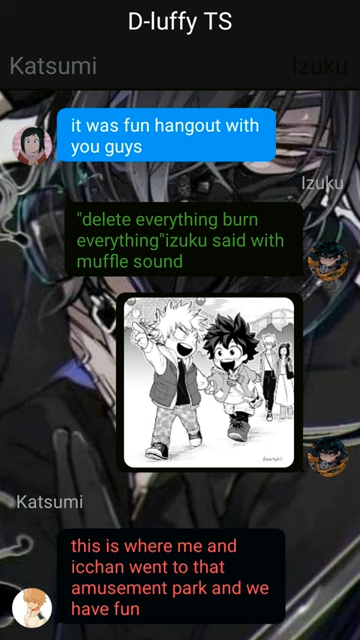 D-luffy TS
Katsumi
Izuku
it was fun hangout with
you guys
Izuku
"delete everything burn
everything"izuku said with
muffle sound
Katsumi
this is where me and
icchan went to that
amusement park and we
have fun